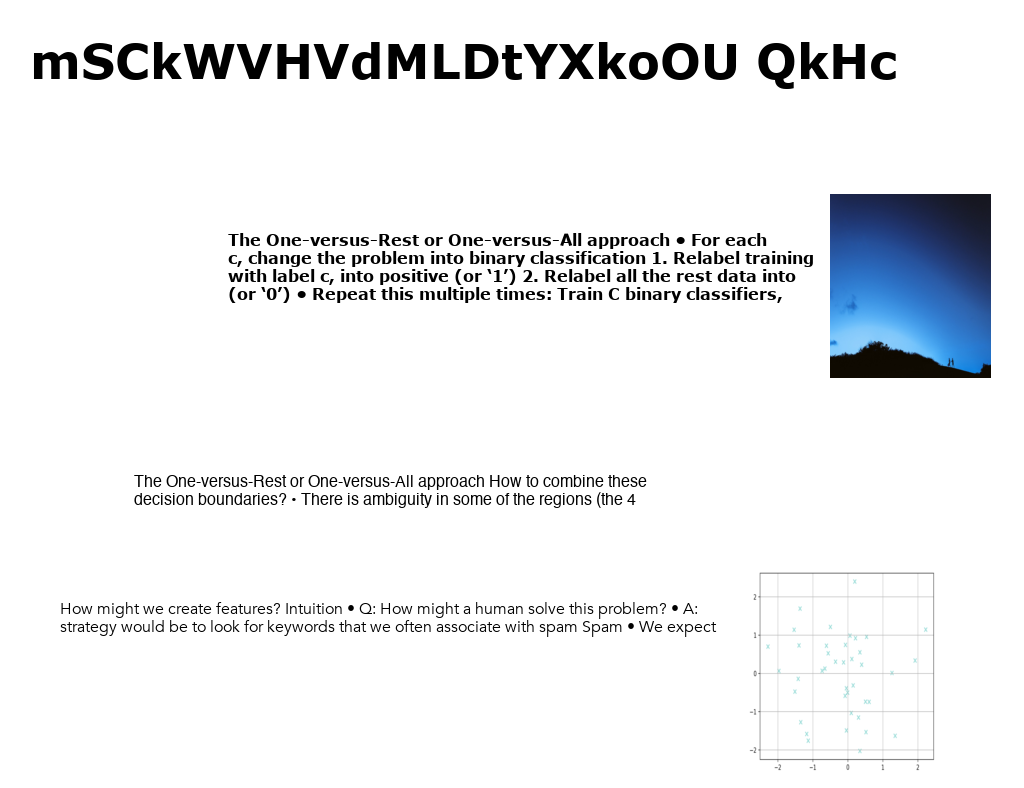 mSCkWVHVdMLDtYXkoOU QkHc
The One-versus-Rest or One-versus-All approach • For each
c, change the problem into binary classification 1. Relabel training
with label c, into positive (or ‘1’) 2. Relabel all the rest data into
(or ‘0’) • Repeat this multiple times: Train C binary classifiers,
The One-versus-Rest or One-versus-All approach How to combine these
decision boundaries? • There is ambiguity in some of the regions (the 4
How might we create features? Intuition • Q: How might a human solve this problem? • A:
strategy would be to look for keywords that we often associate with spam Spam • We expect
2
1
0
−1
−2
−2 −1 0 1 2